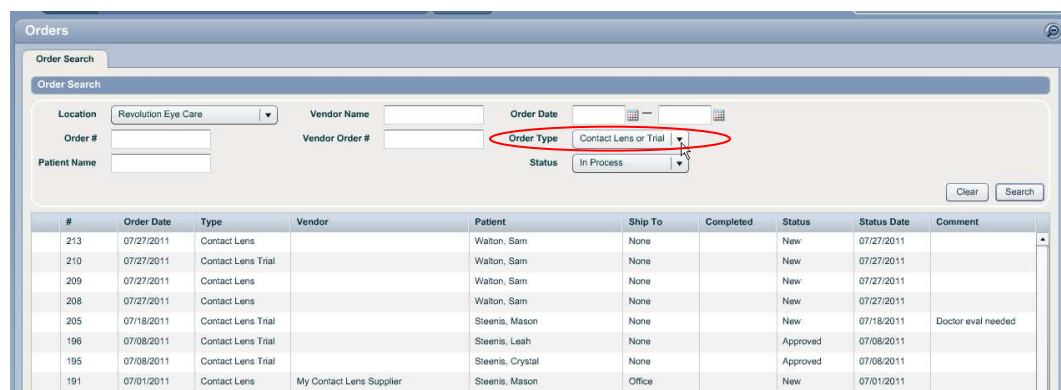 Orders
Order Search
Order Search
Location Revolution Eye Care Vendor Name Order Date —
Order # Vendor Order # Order Type Contact Lens or Trial
Patient Name Status In Process
Clear Search
# Order Date Type Vendor Patient Ship To Completed Status Status Date Comment
213 07/27/2011 Contact Lens Walton, Sam None New 07/27/2011
210 07/27/2011 Contact Lens Trial Walton, Sam None New 07/27/2011
209 07/27/2011 Contact Lens Walton, Sam None New 07/27/2011
208 07/27/2011 Contact Lens Walton, Sam None New 07/27/2011
205 07/18/2011 Contact Lens Trial Steenis, Mason None New 07/18/2011 Doctor eval needed
196 07/08/2011 Contact Lens Trial Steenis, Leah None Approved 07/08/2011
195 07/08/2011 Contact Lens Trial Steenis, Crystal None Approved 07/08/2011
191 07/01/2011 Contact Lens My Contact Lens Supplier Steenis, Mason Office New 07/01/2011